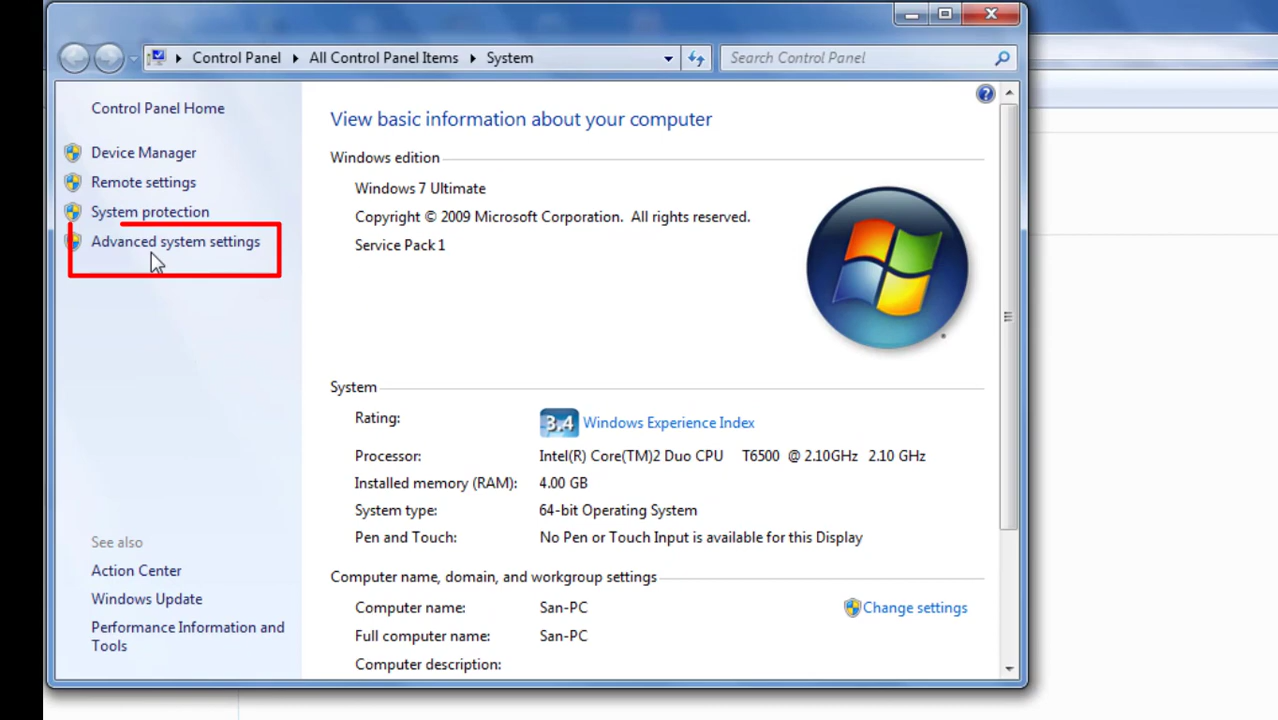 Control Panel All Control Panel Items System
Search Control Panel
Control Panel Home
Device Manager
Remote settings
System protection
Advanced system settings
See also
Action Center
Windows Update
Performance Information and
Tools
View basic information about your computer
Windows edition
Windows 7 Ultimate
Copyright © 2009 Microsoft Corporation. All rights reserved.
Service Pack 1
System
Rating: 3.4 Windows Experience Index
Processor: Intel(R) Core(TM)2 Duo CPU T6500 @ 2.10GHz 2.10 GHz
Installed memory (RAM): 4.00 GB
System type: 64-bit Operating System
Pen and Touch: No Pen or Touch Input is available for this Display
Computer name, domain, and workgroup settings
Computer name: San-PC Change settings
Full computer name: San-PC
Computer description: